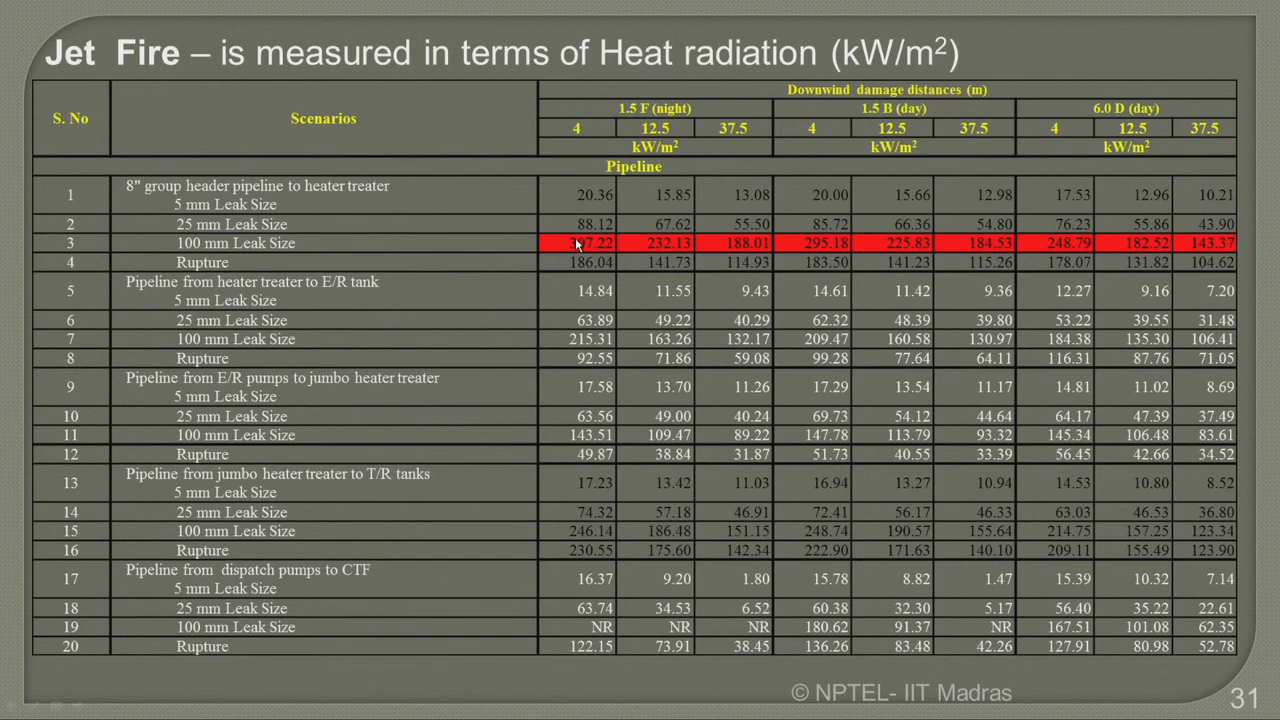 Jet Fire – is measured in terms of Heat radiation (kW/m²)
S. No Scenarios Downwind damage distances (m)
1.5 F (night) 1.5 B (day) 6.0 D (day)
4 12.5 37.5 4 12.5 37.5 4 12.5 37.5
kW/m² kW/m² kW/m²
Pipeline
1 8" group header pipeline to heater treater
5 mm Leak Size 20.36 15.85 13.08 20.00 15.66 12.98 17.53 12.96 10.21
2 25 mm Leak Size 88.12 67.62 55.50 85.72 66.36 54.80 76.23 55.86 43.90
3 100 mm Leak Size 232.13 188.01 295.18 225.83 184.53 248.79 182.52 143.37
4 Rupture 186.04 141.73 114.93 183.50 141.23 115.26 178.07 131.82 104.62
5 Pipeline from heater treater to E/R tank
5 mm Leak Size 14.84 11.55 9.43 14.61 11.42 9.36 12.27 9.16 7.20
6 25 mm Leak Size 63.89 49.22 40.29 62.32 48.39 39.80 53.22 39.55 31.48
7 100 mm Leak Size 215.31 163.26 132.17 209.47 160.58 130.97 184.38 135.30 106.41
8 Rupture 92.55 71.86 59.08 99.28 77.64 64.11 116.31 87.76 71.05
9 Pipeline from E/R pumps to jumbo heater treater
5 mm Leak Size 17.58 13.70 11.26 17.29 13.54 11.17 14.81 11.02 8.69
10 25 mm Leak Size 63.56 49.00 40.24 69.73 54.12 44.64 64.17 47.39 37.49
11 100 mm Leak Size 143.51 109.47 89.22 147.78 113.79 93.32 145.34 106.48 83.61
12 Rupture 49.87 38.84 31.87 51.73 40.55 33.39 56.45 42.66 34.52
13 Pipeline from jumbo heater treater to T/R tanks
5 mm Leak Size 17.23 13.42 11.03 16.94 13.27 10.94 14.53 10.80 8.52
14 25 mm Leak Size 74.32 57.18 46.91 72.41 56.17 46.33 63.03 46.53 36.80
15 100 mm Leak Size 246.14 186.48 151.15 248.74 190.57 155.64 214.75 157.25 123.34
16 Rupture 230.55 175.60 142.34 222.90 171.63 140.10 209.11 155.49 123.90
17 Pipeline from dispatch pumps to CTF
5 mm Leak Size 16.37 9.20 1.80 15.78 8.82 1.47 15.39 10.32 7.14
18 25 mm Leak Size 63.74 34.53 6.52 60.38 32.30 5.17 56.40 35.22 22.61
19 100 mm Leak Size NR NR NR 180.62 91.37 NR 167.51 101.08 62.35
20 Rupture 122.15 73.91 38.45 136.26 83.48 42.26 127.91 80.98 52.78
© NPTEL- IIT Madras
31